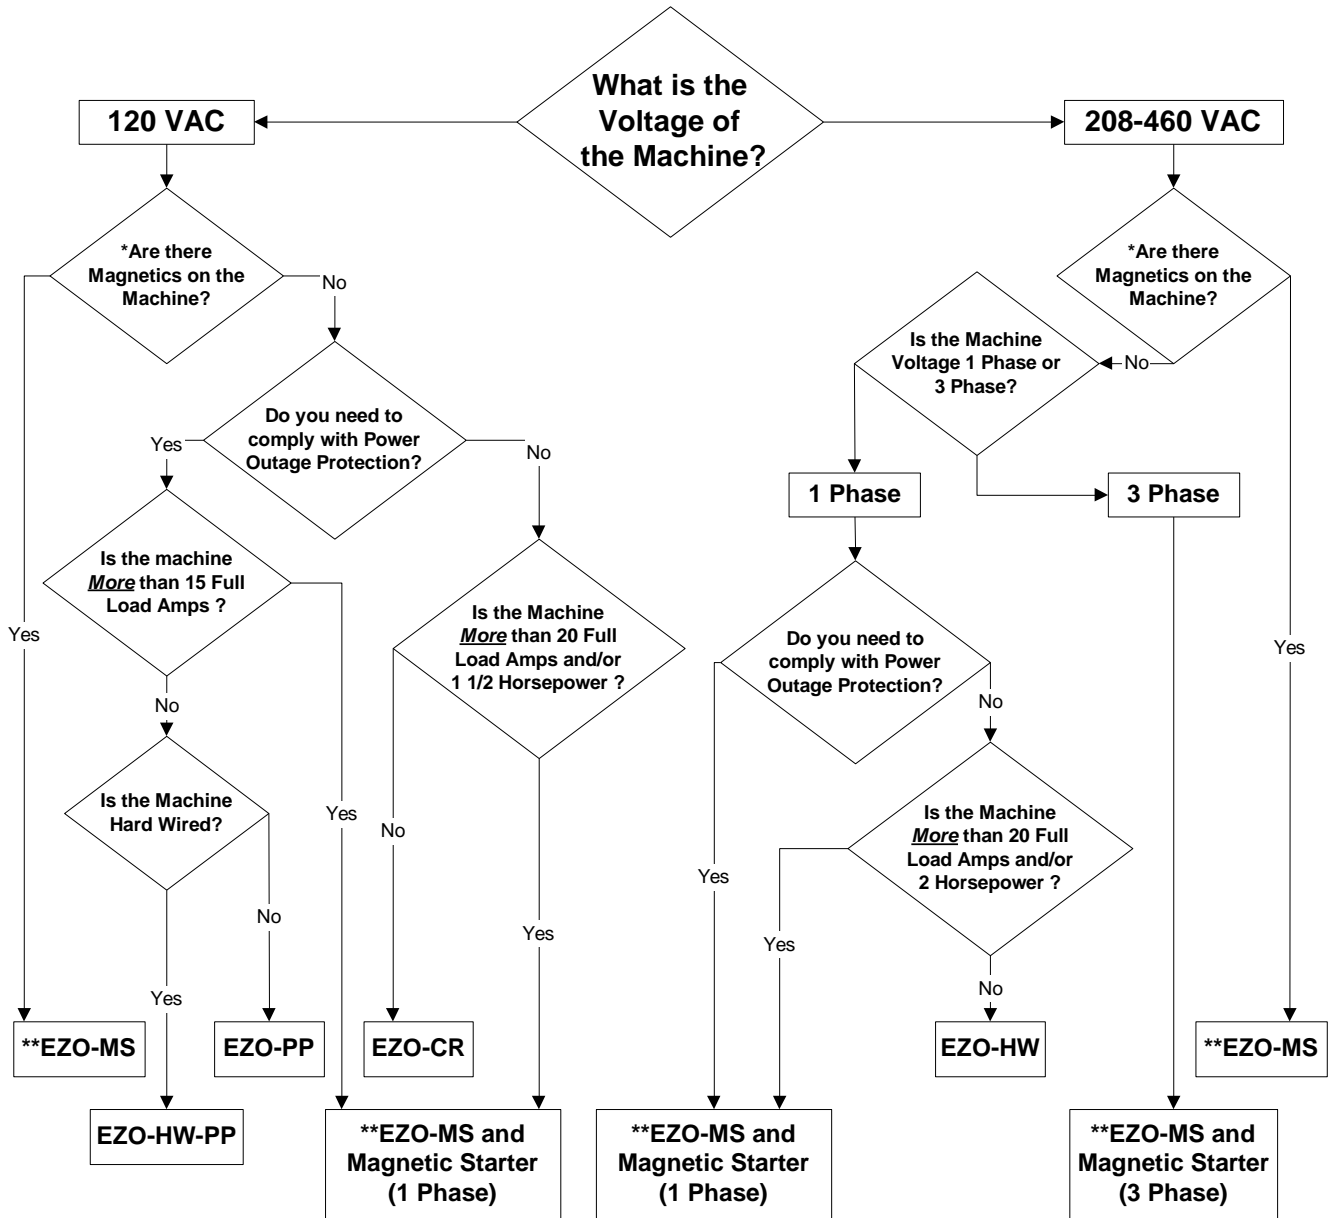 What is the
Voltage of
the Machine?
120 VAC
208-460 VAC
*Are there
Magnetics on the
Machine?
No
*Are there
Magnetics on the
Machine?
Is the Machine
Voltage 1 Phase or
3 Phase?
No
Do you need to
comply with Power
Outage Protection?
Yes
No
1 Phase
3 Phase
Is the machine
More than 15 Full
Load Amps ?
Is the Machine
More than 20 Full
Load Amps and/or
1 1/2 Horsepower ?
Do you need to
comply with Power
Outage Protection?
Yes
Yes
No
No
Is the Machine
Hard Wired?
Yes
No
Is the Machine
More than 20 Full
Load Amps and/or
2 Horsepower ?
Yes
No
Yes
Yes
Yes
No
**EZO-MS
EZO-PP
EZO-CR
EZO-HW
**EZO-MS
EZO-HW-PP
**EZO-MS and
Magnetic Starter
(1 Phase)
**EZO-MS and
Magnetic Starter
(1 Phase)
**EZO-MS and
Magnetic Starter
(3 Phase)